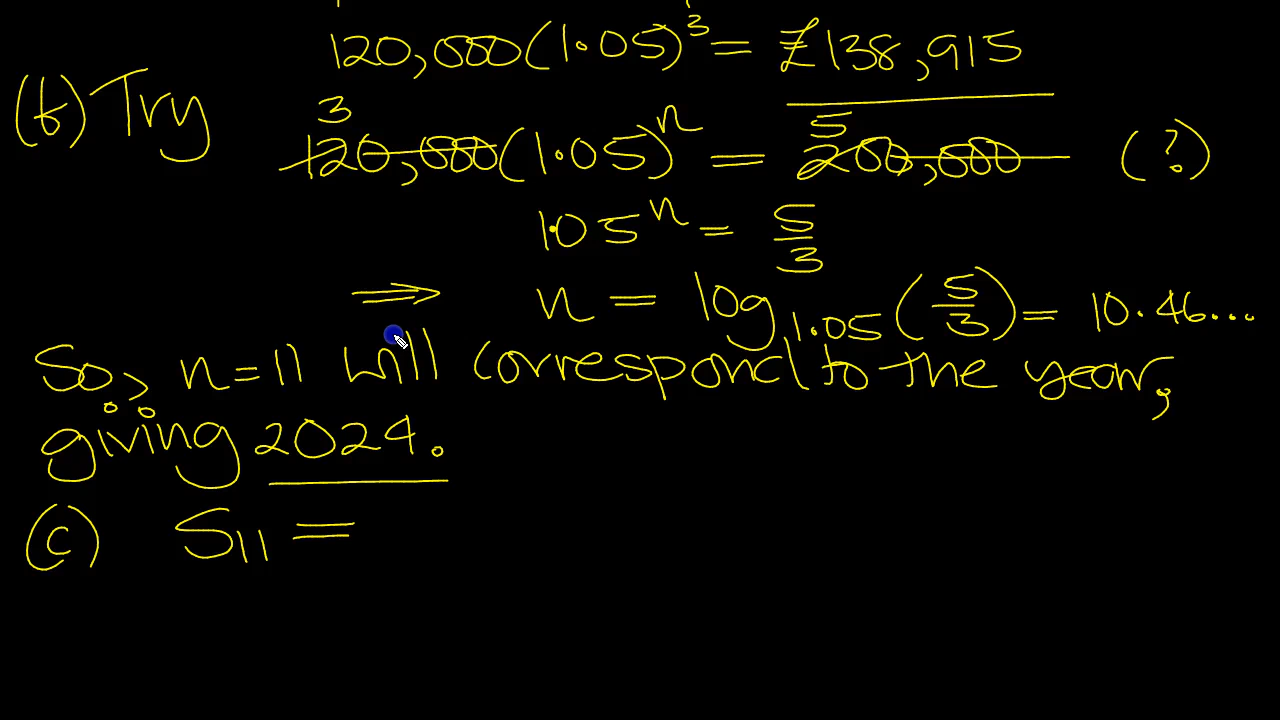 120,000(1.05)³ = £138,915
(b) Try
3 5
120,000(1.05)ⁿ = 200,000 (?)
1.05ⁿ = 5/3
⇒ n = log₁.₀₅(5/3) = 10.46...
So, n=11 will correspond to the year,
giving 2024.
(c) S₁₁ =